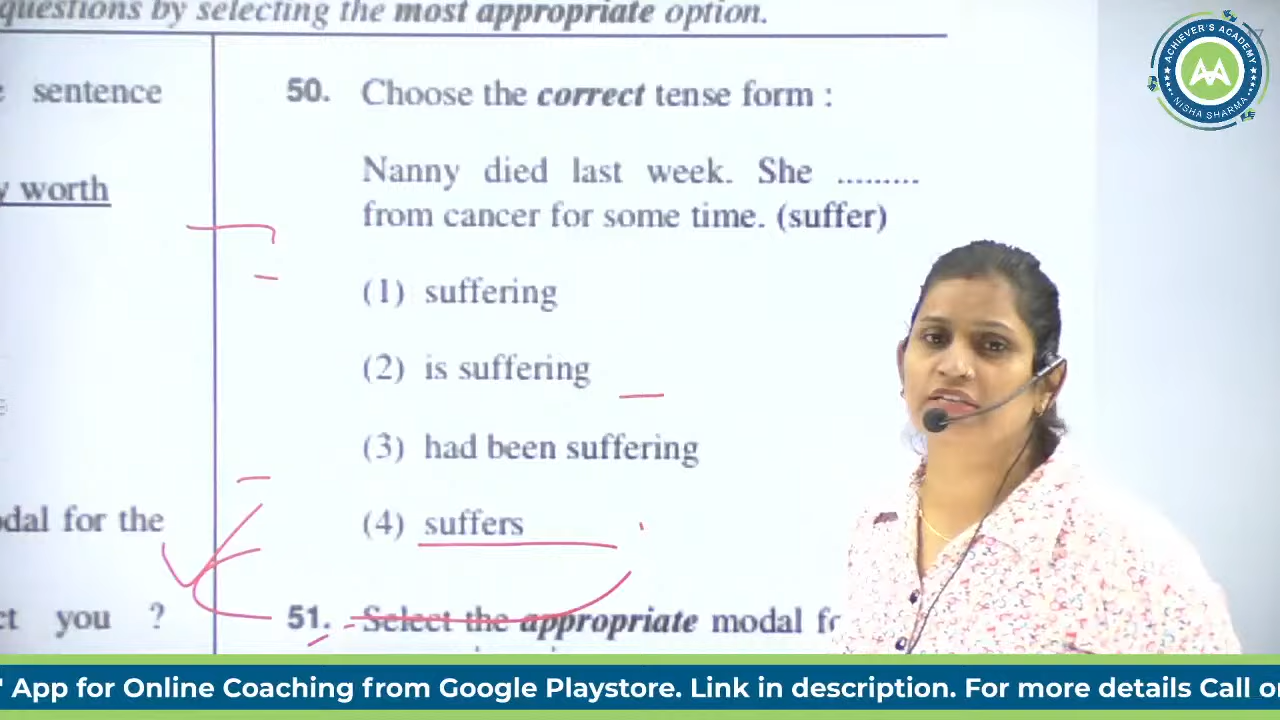 questions by selecting the most appropriate option.
sentence
worth
odal for the
ct you ?
50. Choose the correct tense form :
Nanny died last week. She .........
from cancer for some time. (suffer)
(1) suffering
(2) is suffering
(3) had been suffering
(4) suffers
51. Select the appropriate modal fo
ACHIEVER'S ACADEMY
NISHA SHARMA
App for Online Coaching from Google Playstore. Link in description. For more details Call o